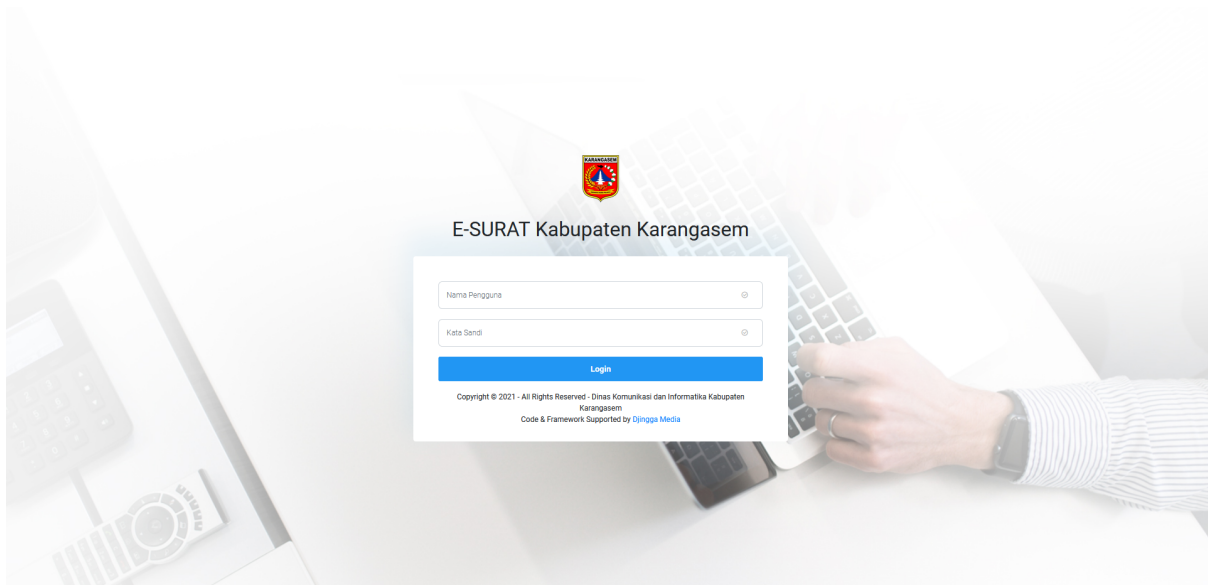 KARANGASEM
E-SURAT Kabupaten Karangasem
Nama Pengguna
Kata Sandi
Login
Copyright © 2021 - All Rights Reserved - Dinas Komunikasi dan Informatika Kabupaten
Karangasem
Code & Framework Supported by Djingga Media